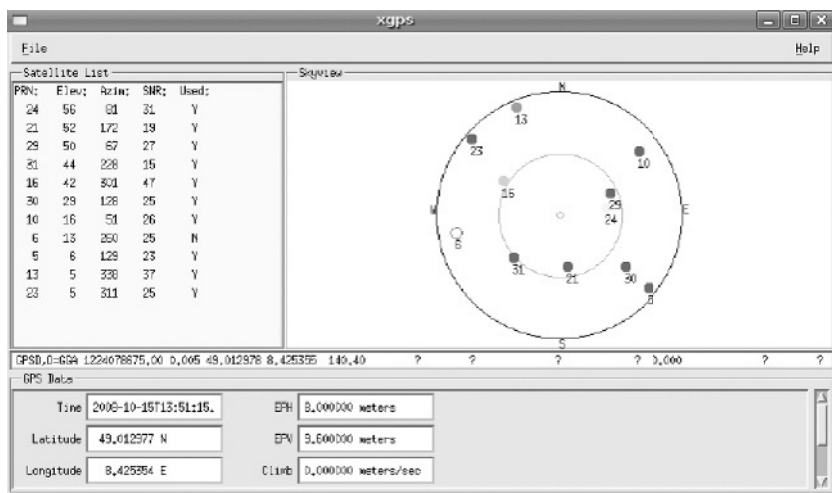 xgps
File Help
Satellite List
PRN: Elev: Azim: SNR: Used:
24 56 81 31 Y
21 52 172 19 Y
29 50 67 27 Y
31 44 228 15 Y
16 42 301 47 Y
30 29 128 25 Y
10 16 51 26 Y
6 13 260 25 N
5 6 129 23 Y
13 5 338 37 Y
23 5 311 25 Y
Skyview
N
13
23
10
16
29
24
W
E
6
31
21
30
5
S
GPSD,O=GGA 1224078675.00 0.005 49.012978 8.425355 140.40 ? ? ? ? 0.000 ? ?
GPS Data
Time 2008-10-15T13:51:15. EPH 8.000000 meters
Latitude 49.012977 N EPV 9.600000 meters
Longitude 8.425354 E Climb 0.000000 meters/sec